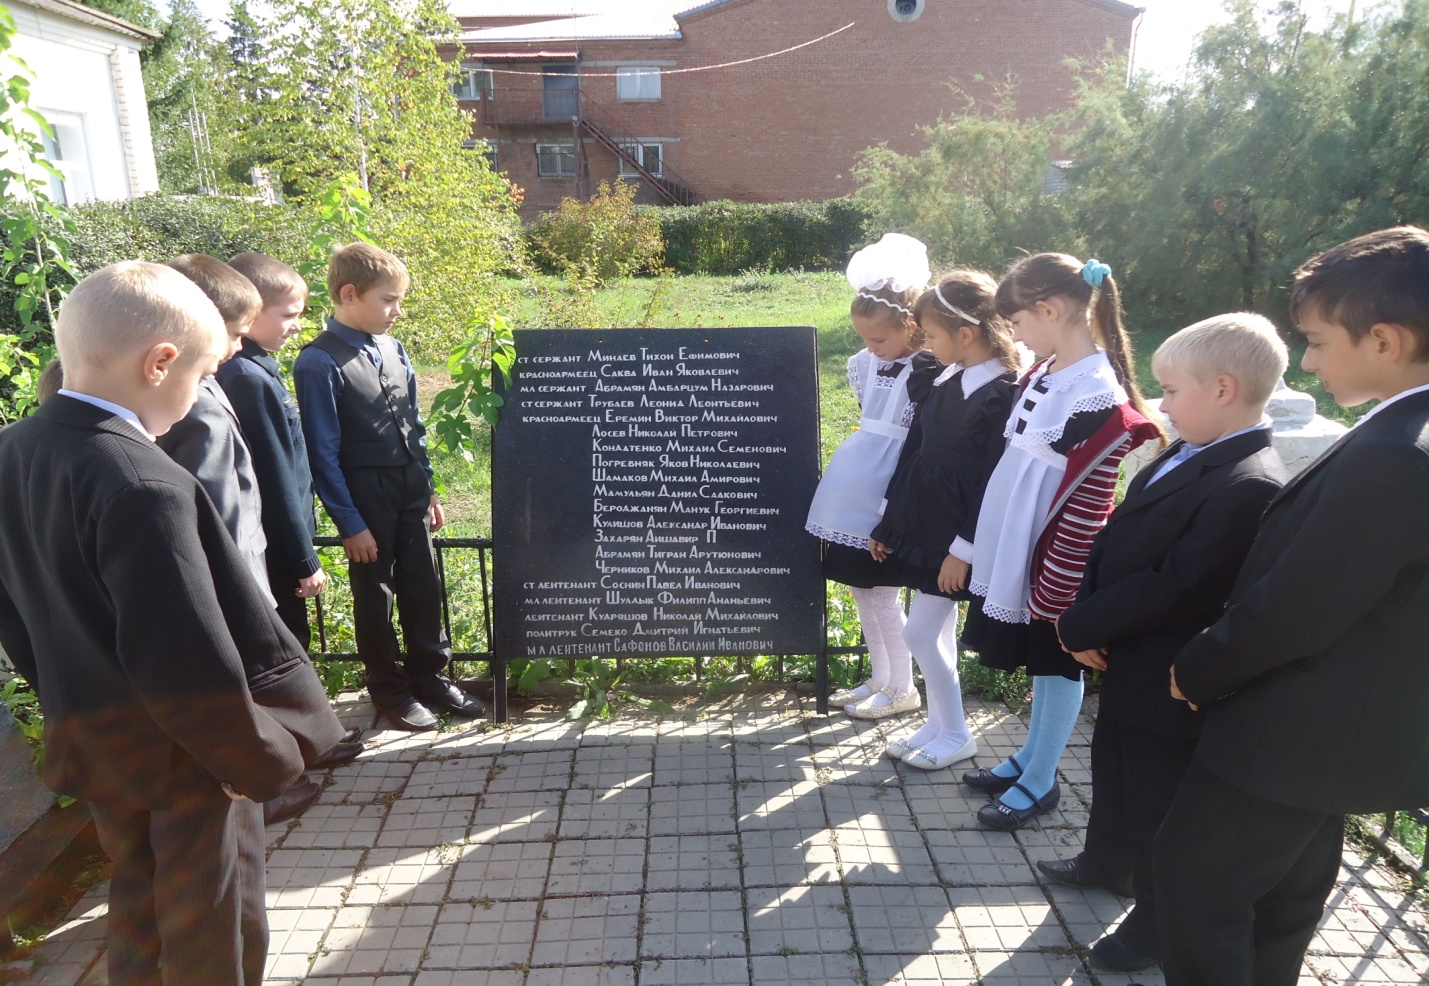 ст сержант Минаев Тихон Ефимович
красноармеец Саква Иван Яковлевич
мл сержант Абрамян Амбарцум Назарович
ст сержант Трубаев Леонид Леонтьевич
красноармеец Еремин Виктор Михайлович
Лосев Николай Петрович
Кондатенко Михаил Семенович
Погребняк Яков Николаевич
Шамаков Михаил Амирович
Мамульян Данил Саакович
БерОджанян Манук Георгиевич
Кулишов Александр Иванович
Захарян Аишавир П
Абрамян Тигран Арутюнович
Черников Михаил Александрович
ст лейтенант Соснин Павел Иванович
мл лейтенант Шулык Филипп Ананьевич
лейтенант Кудряшов Николай Михайлович
политрук Семеко Дмитрий Игнатьевич
мл лейтенант Сафонов Василий Иванович